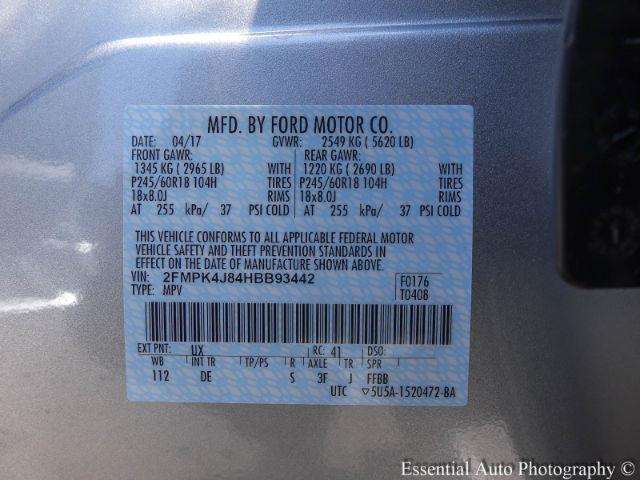 MFD. BY FORD MOTOR CO.
DATE: 04/17 GVWR: 2549 KG ( 5620 LB)
FRONT GAWR: REAR GAWR:
1345 KG ( 2965 LB) WITH 1220 KG ( 2690 LB) WITH
P245/60R18 104H TIRES P245/60R18 104H TIRES
18x8.0J RIMS 18x8.0J RIMS
AT 255 kPa/ 37 PSI COLD AT 255 kPa/ 37 PSI COLD
THIS VEHICLE CONFORMS TO ALL APPLICABLE FEDERAL MOTOR
VEHICLE SAFETY AND THEFT PREVENTION STANDARDS
IN EFFECT ON THE DATE OF MANUFACTURE SHOWN ABOVE.
VIN: 2FMPK4J84HBB93442 F0176
TYPE: MPV T0408
EXT PNT: UX RC: 41 DSO:
WB INT TR TP/PS R AXLE TR SPR
112 DE S 3F J FFBB
UTC ▽5U5A-1520472-BA
Essential Auto Photography ©